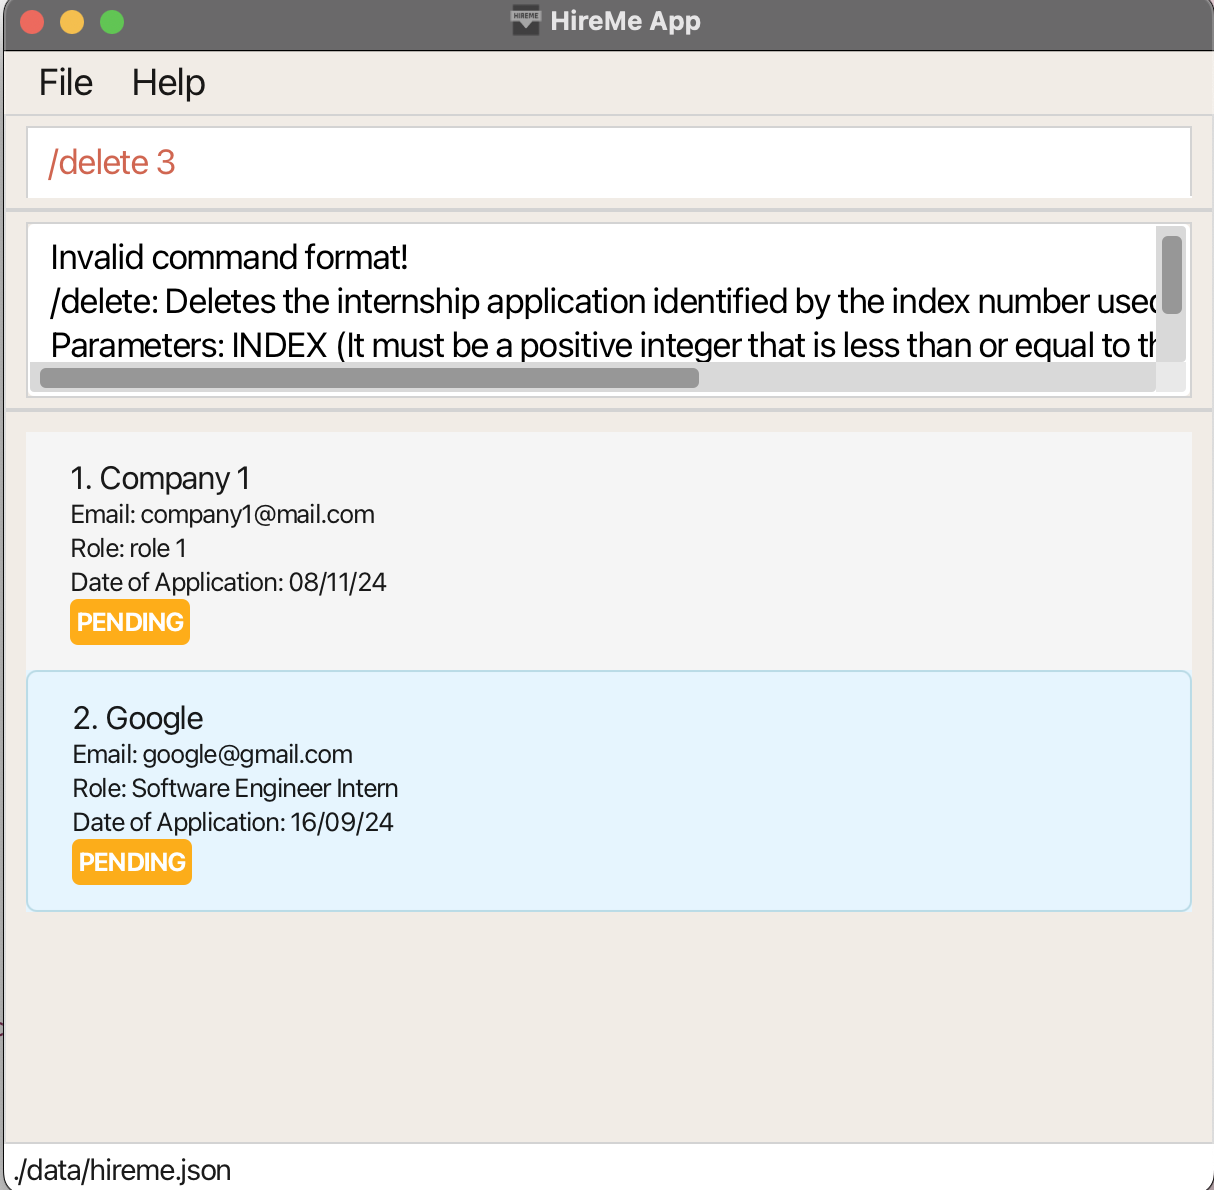 HIREME HireMe App
File Help
/delete 3
Invalid command format!
/delete: Deletes the internship application identified by the index number used
Parameters: INDEX (It must be a positive integer that is less than or equal to th
1. Company 1
Email: company1@mail.com
Role: role 1
Date of Application: 08/11/24
PENDING
2. Google
Email: google@gmail.com
Role: Software Engineer Intern
Date of Application: 16/09/24
PENDING
./data/hireme.json